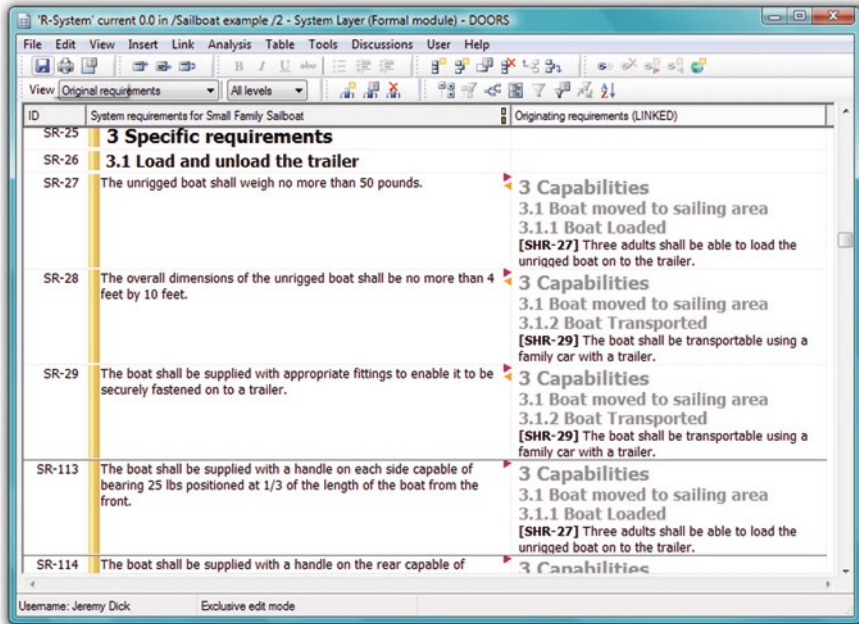 'R-System' current 0.0 in /Sailboat example /2 - System Layer (Formal module) - DOORS
File Edit View Insert Link Analysis Table Tools Discussions User Help
B I U abc
View Original requirements All levels
ID System requirements for Small Family Sailboat Originating requirements (LINKED)
SR-25 3 Specific requirements
SR-26 3.1 Load and unload the trailer
SR-27 The unrigged boat shall weigh no more than 50 pounds.
3 Capabilities
3.1 Boat moved to sailing area
3.1.1 Boat Loaded
[SHR-27] Three adults shall be able to load the
unrigged boat on to the trailer.
SR-28 The overall dimensions of the unrigged boat shall be no more than 4
feet by 10 feet.
3 Capabilities
3.1 Boat moved to sailing area
3.1.2 Boat Transported
[SHR-29] The boat shall be transportable using a
family car with a trailer.
SR-29 The boat shall be supplied with appropriate fittings to enable it to be
securely fastened on to a trailer.
3 Capabilities
3.1 Boat moved to sailing area
3.1.2 Boat Transported
[SHR-29] The boat shall be transportable using a
family car with a trailer.
SR-113 The boat shall be supplied with a handle on each side capable of
bearing 25 lbs positioned at 1/3 of the length of the boat from the
front.
3 Capabilities
3.1 Boat moved to sailing area
3.1.1 Boat Loaded
[SHR-27] Three adults shall be able to load the
unrigged boat on to the trailer.
SR-114 The boat shall be supplied with a handle on the rear capable of
3 Capabilities
Username: Jeremy Dick Exclusive edit mode